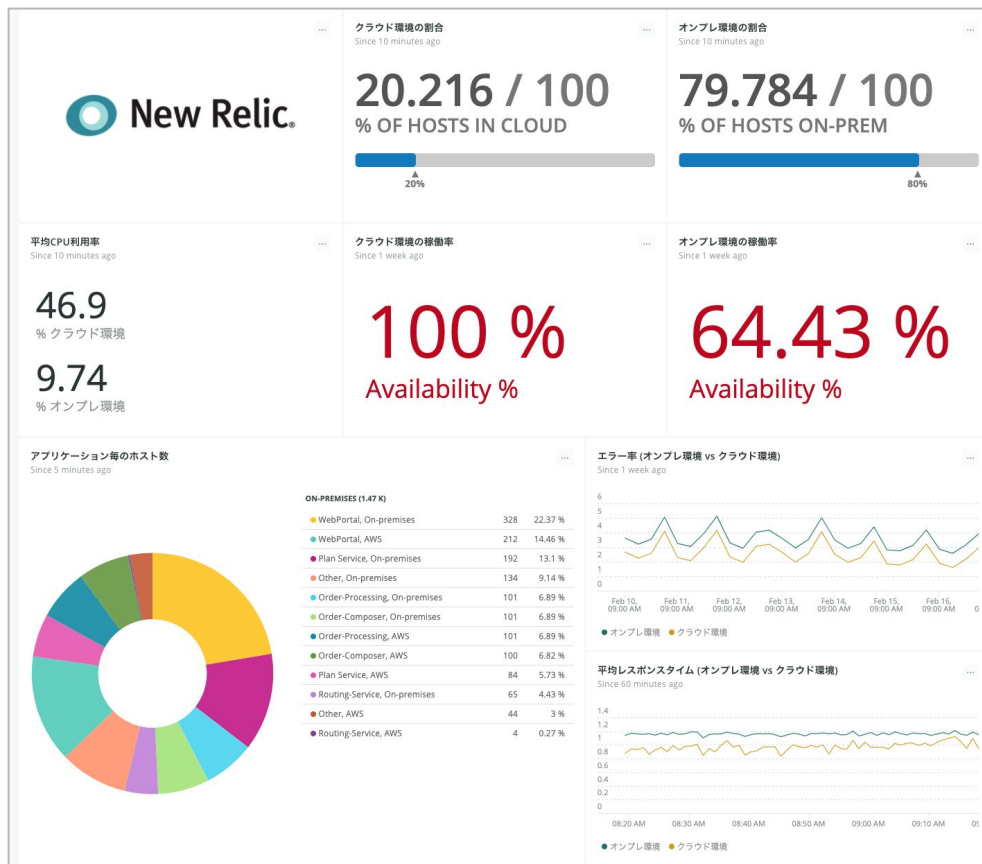 New Relic.
クラウド環境の割合
Since 10 minutes ago
20.216 / 100
% OF HOSTS IN CLOUD
20%
オンプレ環境の割合
Since 10 minutes ago
79.784 / 100
% OF HOSTS ON-PREM
80%
平均CPU利用率
Since 10 minutes ago
46.9
% クラウド環境
9.74
% オンプレ環境
クラウド環境の稼働率
Since 1 week ago
100 %
Availability %
オンプレ環境の稼働率
Since 1 week ago
64.43 %
Availability %
アプリケーション毎のホスト数
Since 5 minutes ago
ON-PREMISES (1.47 K)
WebPortal, On-premises 328 22.37 %
WebPortal, AWS 212 14.46 %
Plan Service, On-premises 192 13.1 %
Other, On-premises 134 9.14 %
Order-Processing, On-premises 101 6.89 %
Order-Composer, On-premises 101 6.89 %
Order-Processing, AWS 101 6.89 %
Order-Composer, AWS 100 6.82 %
Plan Service, AWS 84 5.73 %
Routing-Service, On-premises 65 4.43 %
Other, AWS 44 3 %
Routing-Service, AWS 4 0.27 %
エラー率 (オンプレ環境 vs クラウド環境)
Since 1 week ago
6
5
4
3
2
1
0
Feb 10, Feb 11, Feb 12, Feb 13, Feb 14, Feb 15, Feb 16,
09:00 AM 09:00 AM 09:00 AM 09:00 AM 09:00 AM 09:00 AM 09:00 AM 0
オンプレ環境 クラウド環境
平均レスポンスタイム (オンプレ環境 vs クラウド環境)
Since 60 minutes ago
1.4
1.2
1
0.8
0.6
0.4
0.2
0
08:20 AM 08:30 AM 08:40 AM 08:50 AM 09:00 AM 09:10 AM
オンプレ環境 クラウド環境